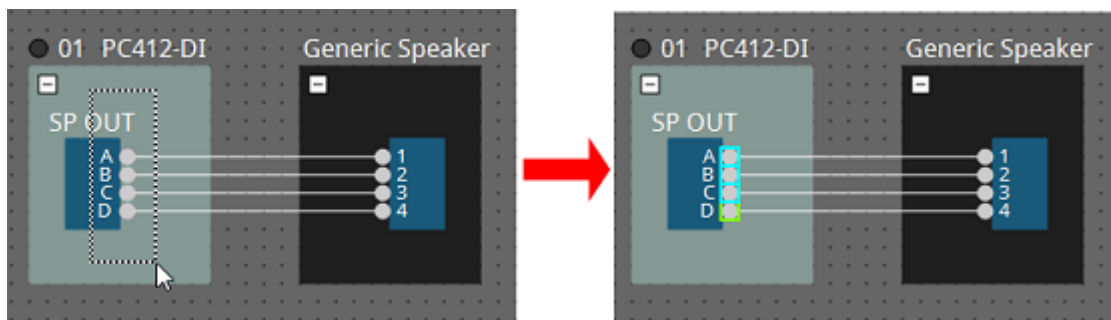 01 PC412-DI
Generic Speaker
SP OUT
A
B
C
D
1
2
3
4
01 PC412-DI
Generic Speaker
SP OUT
A
B
C
D
1
2
3
4